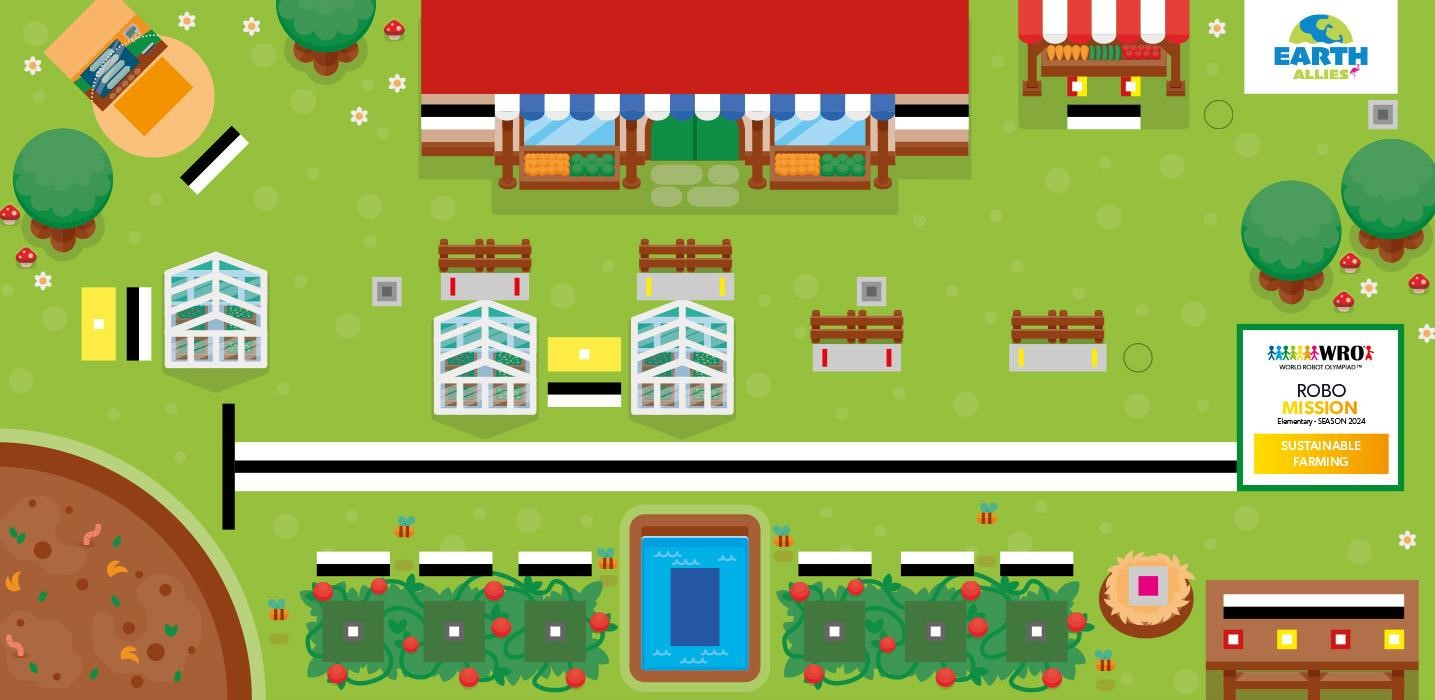 EARTH
ALLIES
WRO
WORLD ROBOT OLYMPIAD™
ROBO
MISSION
Elementary - SEASON 2024
SUSTAINABLE
FARMING